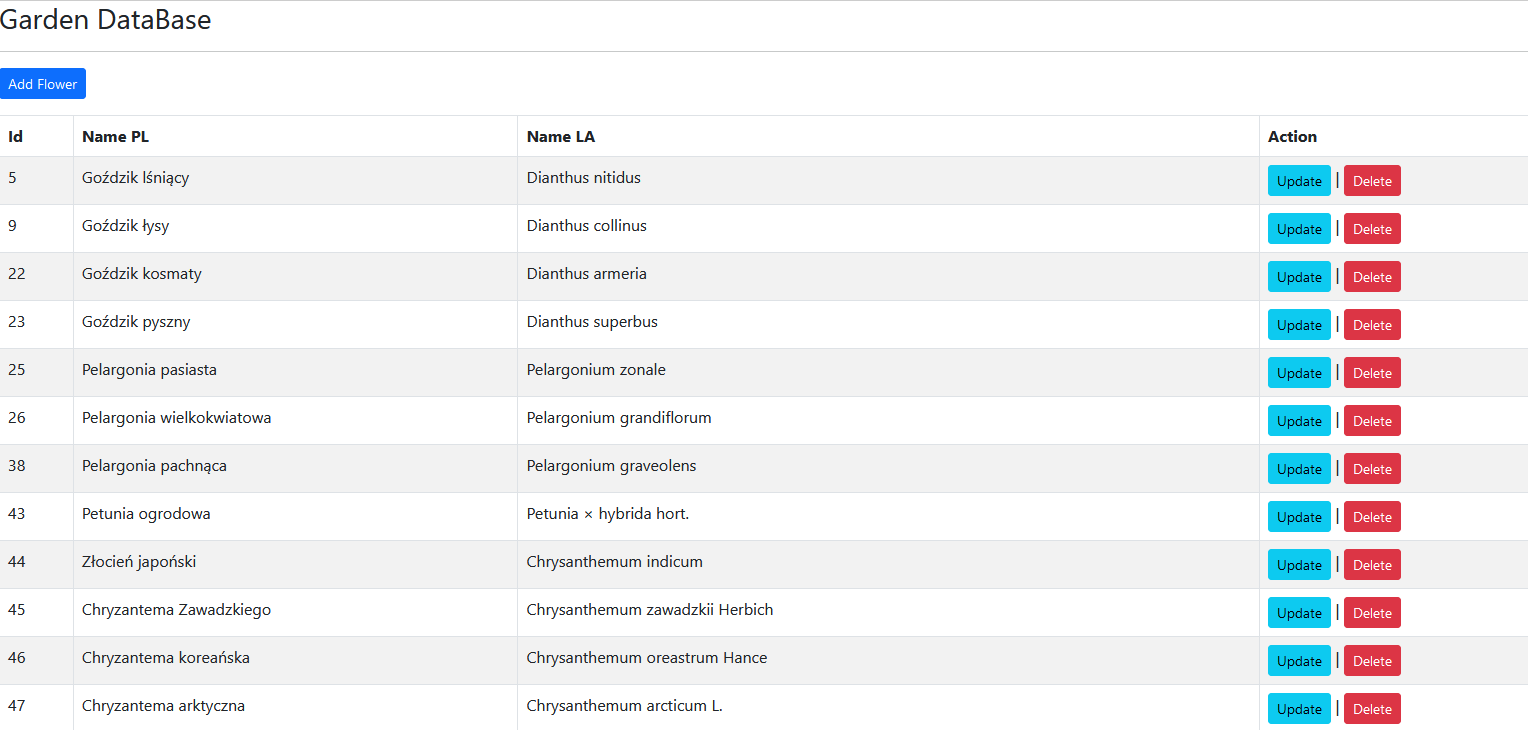 Garden DataBase
Add Flower
Id Name PL Name LA Action
5 Goździk lśniący Dianthus nitidus Update | Delete
9 Goździk łysy Dianthus collinus Update | Delete
22 Goździk kosmaty Dianthus armeria Update | Delete
23 Goździk pyszny Dianthus superbus Update | Delete
25 Pelargonia pasiasta Pelargonium zonale Update | Delete
26 Pelargonia wielkokwiatowa Pelargonium grandiflorum Update | Delete
38 Pelargonia pachnąca Pelargonium graveolens Update | Delete
43 Petunia ogrodowa Petunia × hybrida hort. Update | Delete
44 Złocień japoński Chrysanthemum indicum Update | Delete
45 Chryzantema Zawadzkiego Chrysanthemum zawadzkii Herbich Update | Delete
46 Chryzantema koreańska Chrysanthemum oreastrum Hance Update | Delete
47 Chryzantema arktyczna Chrysanthemum arcticum L. Update | Delete